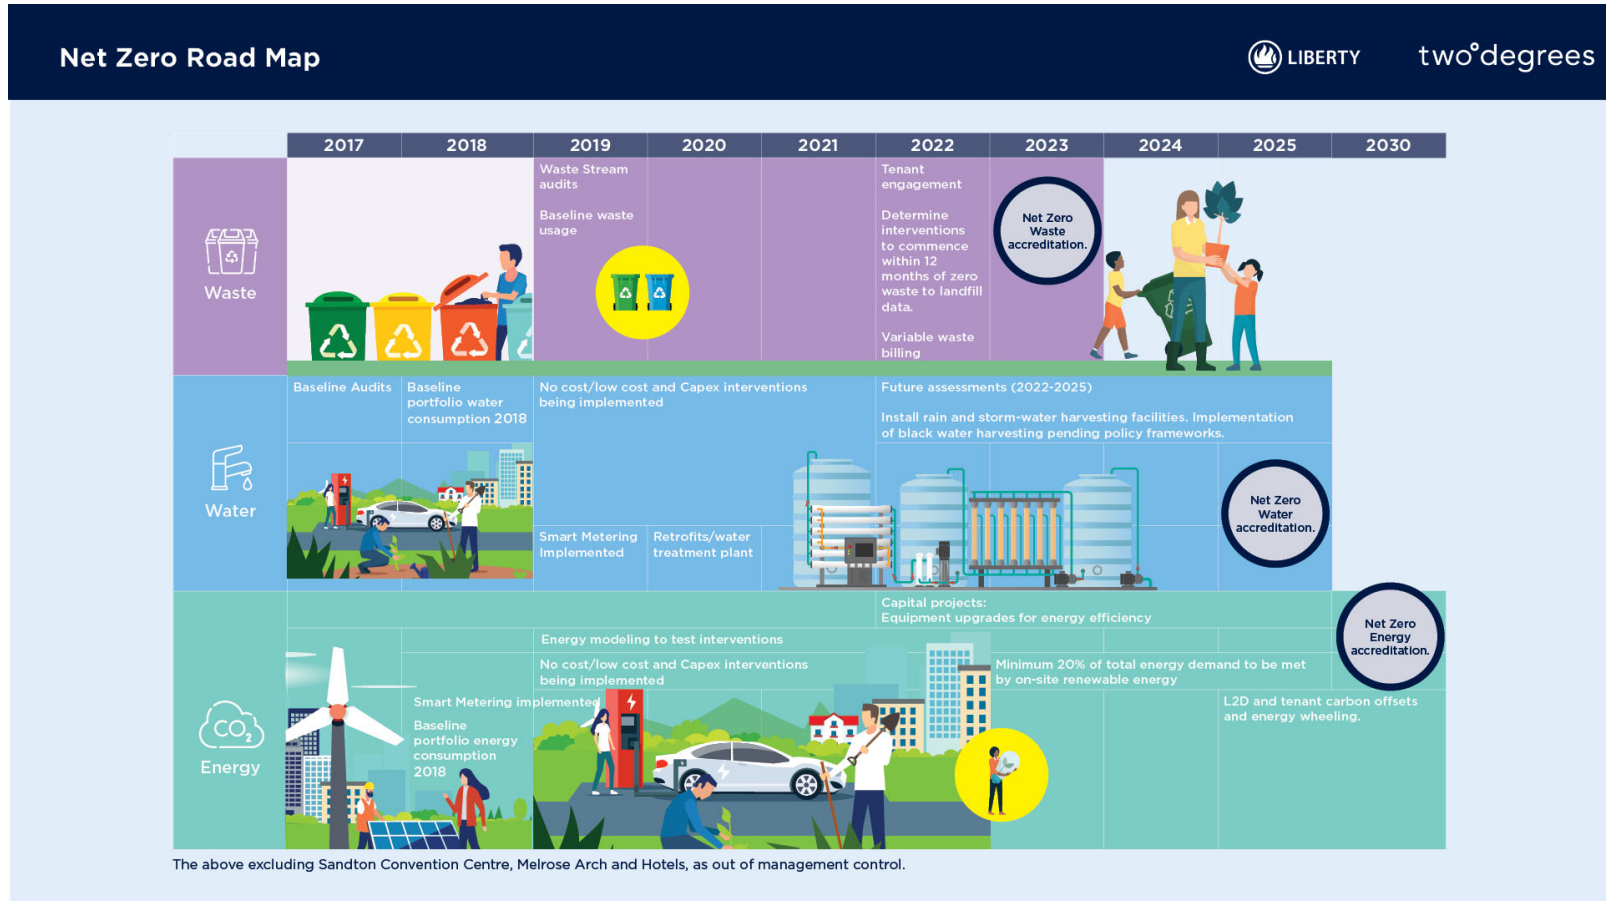 Net Zero Road Map
LIBERTY
two°degrees
2017 2018 2019 2020 2021 2022 2023 2024 2025 2030
Waste
Waste Stream
audits
Baseline waste
usage
Tenant
engagement
Determine
interventions
to commence
within 12
months of zero
waste to landfill
data.
Variable waste
billing
Net Zero
Waste
accreditation.
Water
Baseline Audits
Baseline
portfolio water
consumption 2018
No cost/low cost and Capex interventions
being implemented
Smart Metering
Implemented
Retrofits/water
treatment plant
Future assessments (2022-2025)
Install rain and storm-water harvesting facilities. Implementation
of black water harvesting pending policy frameworks.
Net Zero
Water
accreditation.
CO2
Energy
Capital projects:
Equipment upgrades for energy efficiency
Energy modeling to test interventions
No cost/low cost and Capex interventions
being implemented
Minimum 20% of total energy demand to be met
by on-site renewable energy
Smart Metering implemented
Baseline
portfolio energy
consumption
2018
L2D and tenant carbon offsets
and energy wheeling.
Net Zero
Energy
accreditation.
The above excluding Sandton Convention Centre, Melrose Arch and Hotels, as out of management control.